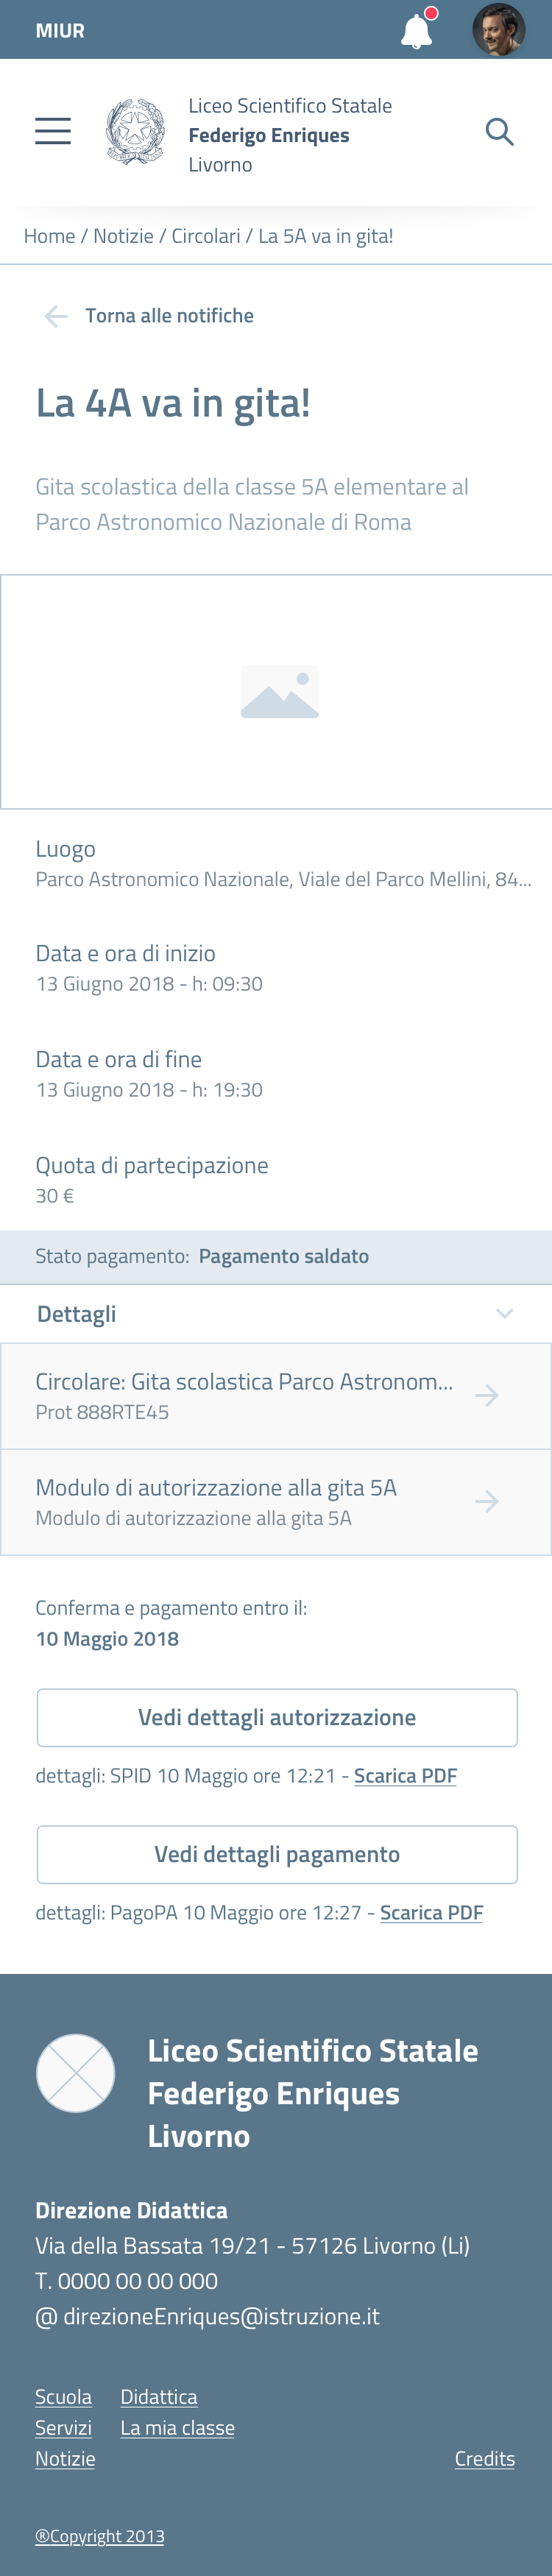 MIUR
Liceo Scientifico Statale
Federigo Enriques
Livorno
Home / Notizie / Circolari / La 5A va in gita!
Torna alle notifiche
La 4A va in gita!
Gita scolastica della classe 5A elementare al
Parco Astronomico Nazionale di Roma
Luogo
Parco Astronomico Nazionale, Viale del Parco Mellini, 84...
Data e ora di inizio
13 Giugno 2018 - h: 09:30
Data e ora di fine
13 Giugno 2018 - h: 19:30
Quota di partecipazione
30 €
Stato pagamento: Pagamento saldato
Dettagli
Circolare: Gita scolastica Parco Astronom...
Prot 888RTE45
Modulo di autorizzazione alla gita 5A
Modulo di autorizzazione alla gita 5A
Conferma e pagamento entro il:
10 Maggio 2018
Vedi dettagli autorizzazione
dettagli: SPID 10 Maggio ore 12:21 - Scarica PDF
Vedi dettagli pagamento
dettagli: PagoPA 10 Maggio ore 12:27 - Scarica PDF
Liceo Scientifico Statale
Federigo Enriques
Livorno
Direzione Didattica
Via della Bassata 19/21 - 57126 Livorno (Li)
T. 0000 00 00 000
@ direzioneEnriques@istruzione.it
Scuola Didattica
Servizi La mia classe
Notizie Credits
®Copyright 2013